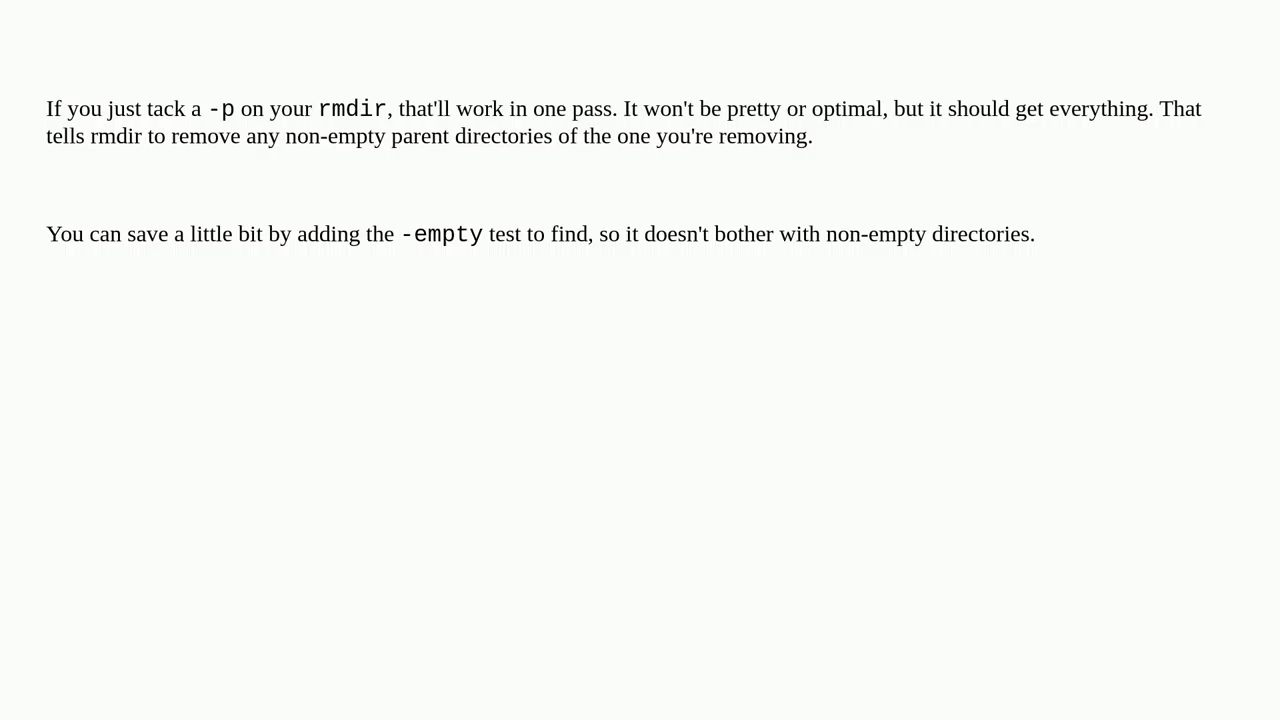 If you just tack a -p on your rmdir, that'll work in one pass. It won't be pretty or optimal, but it should get everything. That
tells rmdir to remove any non-empty parent directories of the one you're removing.
You can save a little bit by adding the -empty test to find, so it doesn't bother with non-empty directories.